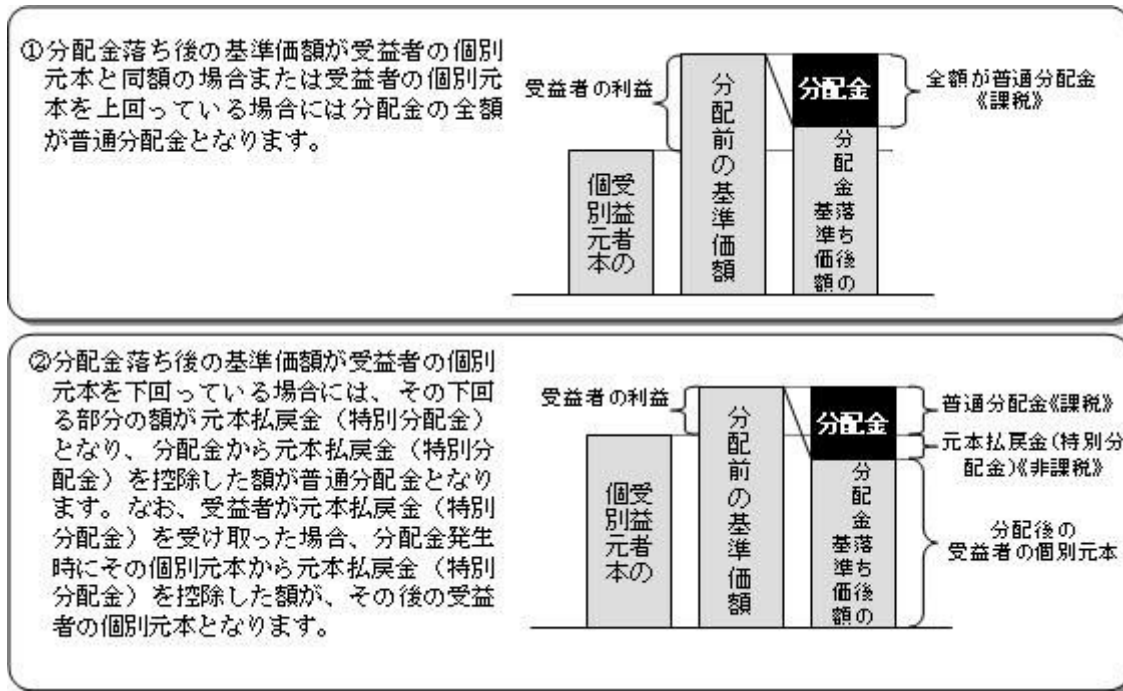 ①分配金落ち後の基準価額が受益者の個別
元本と同額の場合または受益者の個別元
本を上回っている場合には分配金の全額
が普通分配金となります。
受益者の利益
受益者の
個別元本
分配前の基準価額
分配金
分配金落ち後の
基準価額
全額が普通分配金
《課税》
②分配金落ち後の基準価額が受益者の個別
元本を下回っている場合には、その下回
る部分の額が元本払戻金（特別分配金）
となり、分配金から元本払戻金（特別分
配金）を控除した額が普通分配金となり
ます。なお、受益者が元本払戻金（特別
分配金）を受け取った場合、分配金発生
時にその個別元本から元本払戻金（特別
分配金）を控除した額が、その後の受益
者の個別元本となります。
受益者の利益
受益者の
個別元本
分配前の基準価額
分配金
分配金落ち後の
基準価額
普通分配金《課税》
元本払戻金(特別分
配金)《非課税》
分配後の
受益者の個別元本